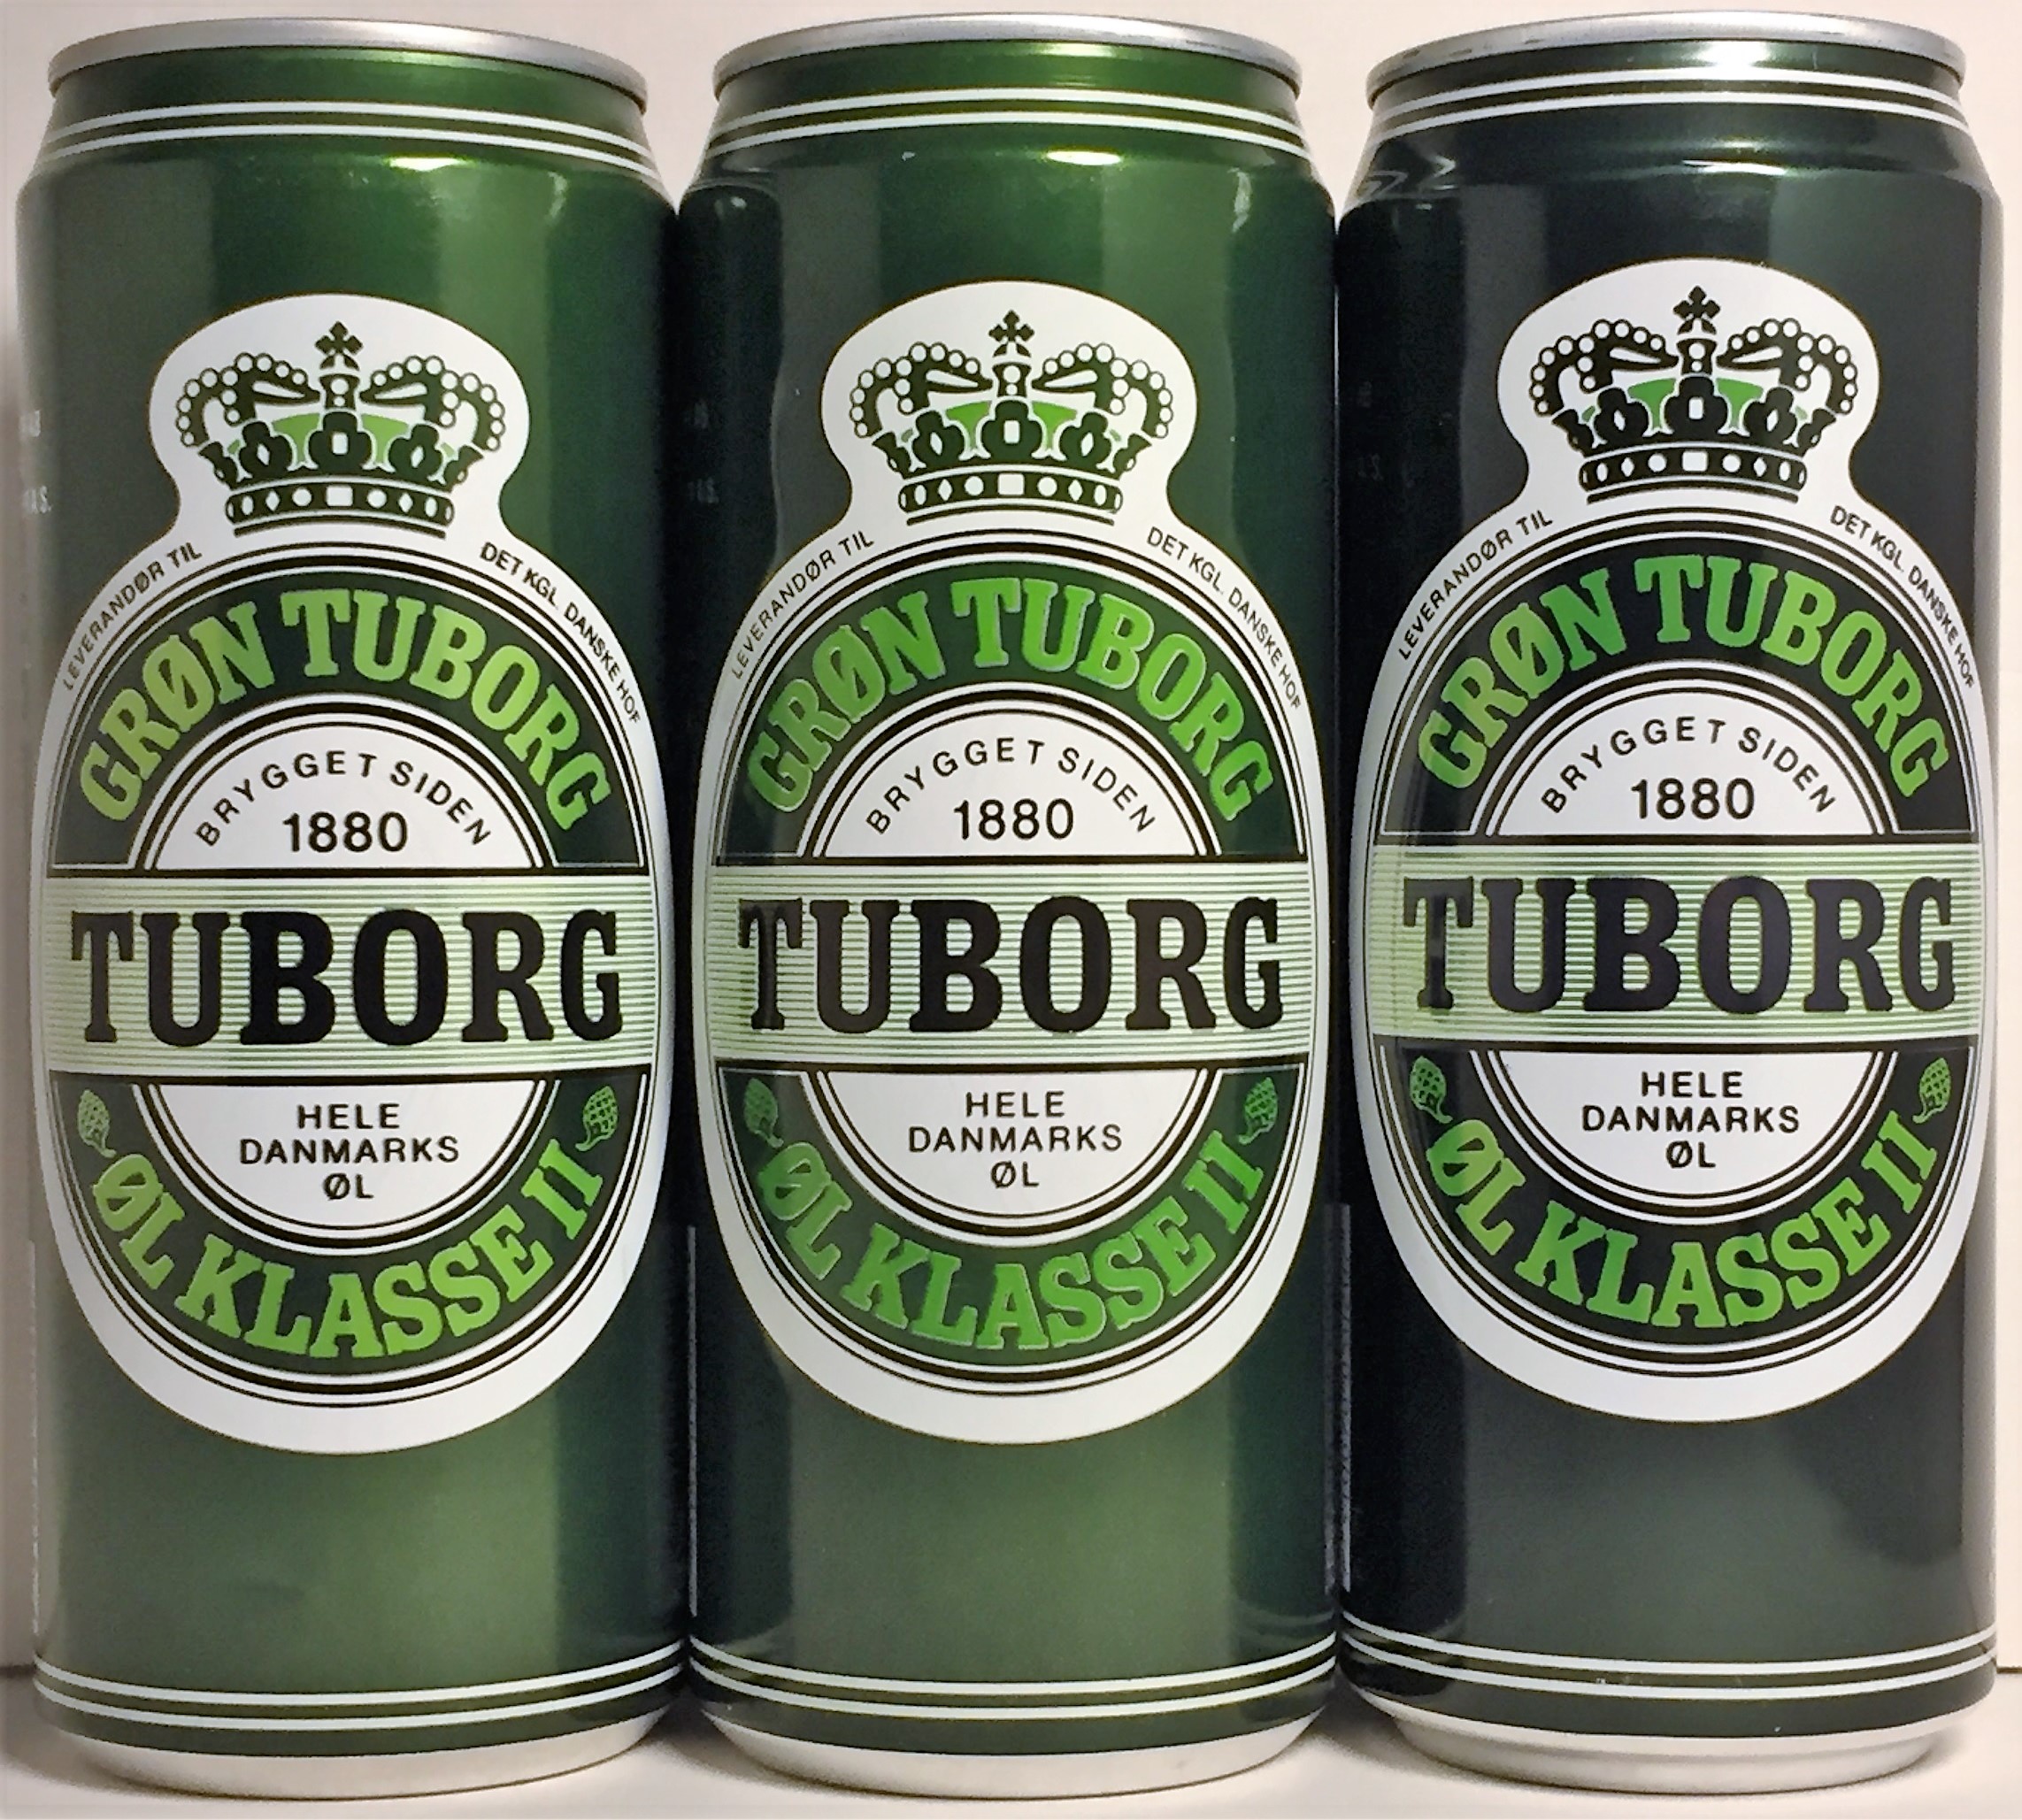 LEVERANDØR TIL DET KGL. DANSKE HOF
GRØN TUBORG
BRYGGET SIDEN
1880
TUBORG
HELE
DANMARKS
ØL
ØL KLASSE II
LEVERANDØR TIL DET KGL. DANSKE HOF
GRØN TUBORG
BRYGGET SIDEN
1880
TUBORG
HELE
DANMARKS
ØL
ØL KLASSE II
LEVERANDØR TIL DET KGL. DANSKE HOF
GRØN TUBORG
BRYGGET SIDEN
1880
TUBORG
HELE
DANMARKS
ØL
ØL KLASSE II